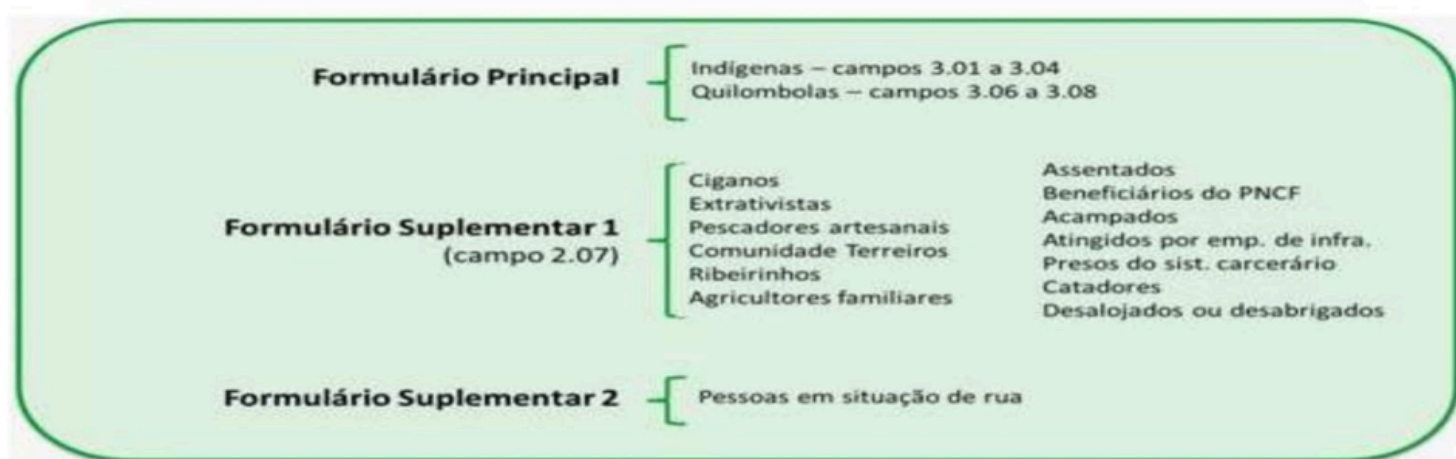 Formulário Principal
Indígenas – campos 3.01 a 3.04
Quilombolas – campos 3.06 a 3.08
Formulário Suplementar 1
(campo 2.07)
Ciganos
Extrativistas
Pescadores artesanais
Comunidade Terreiros
Ribeirinhos
Agricultores familiares
Assentados
Beneficiários do PNCF
Acampados
Atingidos por emp. de infra.
Presos do sist. carcerário
Catadores
Desalojados ou desabrigados
Formulário Suplementar 2
Pessoas em situação de rua